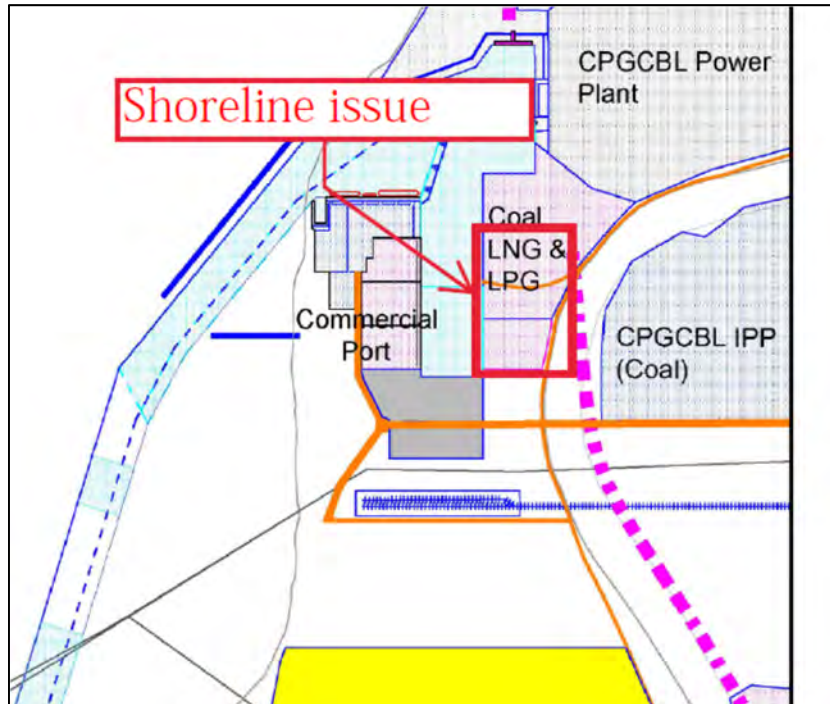 CPGCBL Power
Plant
Shoreline issue
Coal
LNG &
LPG
Commercial
Port
CPGCBL IPP
(Coal)